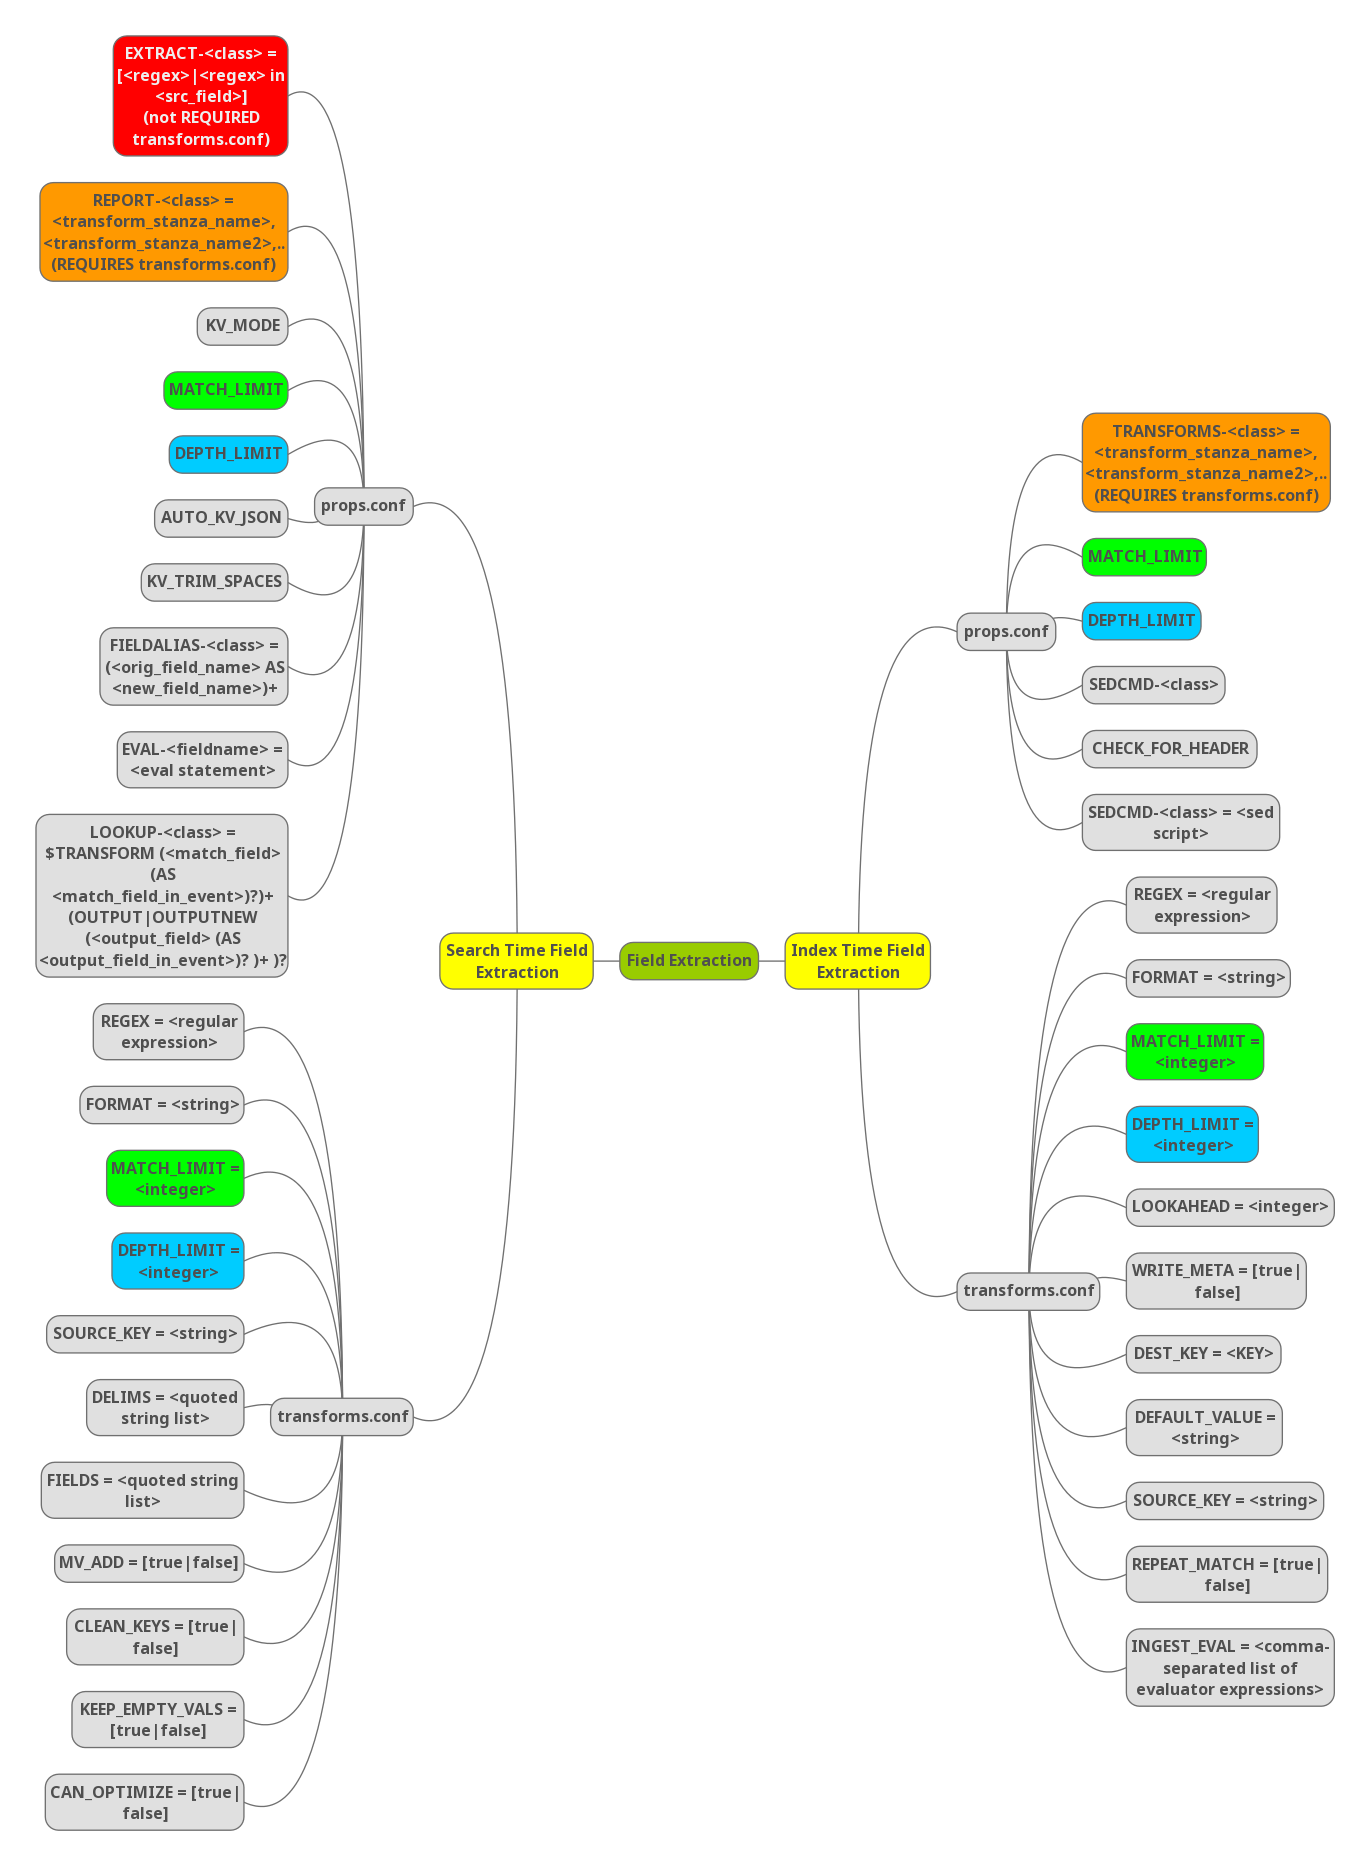 EXTRACT-<class> =
[<regex>|<regex> in
<src_field>]
(not REQUIRED
transforms.conf)
REPORT-<class> =
<transform_stanza_name>,
<transform_stanza_name2>,..
(REQUIRES transforms.conf)
KV_MODE
MATCH_LIMIT
DEPTH_LIMIT
AUTO_KV_JSON
KV_TRIM_SPACES
FIELDALIAS-<class> =
(<orig_field_name> AS
<new_field_name>)+
EVAL-<fieldname> =
<eval statement>
LOOKUP-<class> =
$TRANSFORM (<match_field>
(AS
<match_field_in_event>)?)+
(OUTPUT|OUTPUTNEW
(<output_field> (AS
<output_field_in_event>)? )+ )?
props.conf
REGEX = <regular
expression>
FORMAT = <string>
MATCH_LIMIT =
<integer>
DEPTH_LIMIT =
<integer>
SOURCE_KEY = <string>
DELIMS = <quoted
string list>
FIELDS = <quoted string
list>
MV_ADD = [true|false]
CLEAN_KEYS = [true|
false]
KEEP_EMPTY_VALS =
[true|false]
CAN_OPTIMIZE = [true|
false]
transforms.conf
Search Time Field
Extraction
Field Extraction
Index Time Field
Extraction
props.conf
TRANSFORMS-<class> =
<transform_stanza_name>,
<transform_stanza_name2>,..
(REQUIRES transforms.conf)
MATCH_LIMIT
DEPTH_LIMIT
SEDCMD-<class>
CHECK_FOR_HEADER
SEDCMD-<class> = <sed
script>
transforms.conf
REGEX = <regular
expression>
FORMAT = <string>
MATCH_LIMIT =
<integer>
DEPTH_LIMIT =
<integer>
LOOKAHEAD = <integer>
WRITE_META = [true|
false]
DEST_KEY = <KEY>
DEFAULT_VALUE =
<string>
SOURCE_KEY = <string>
REPEAT_MATCH = [true|
false]
INGEST_EVAL = <comma-
separated list of
evaluator expressions>